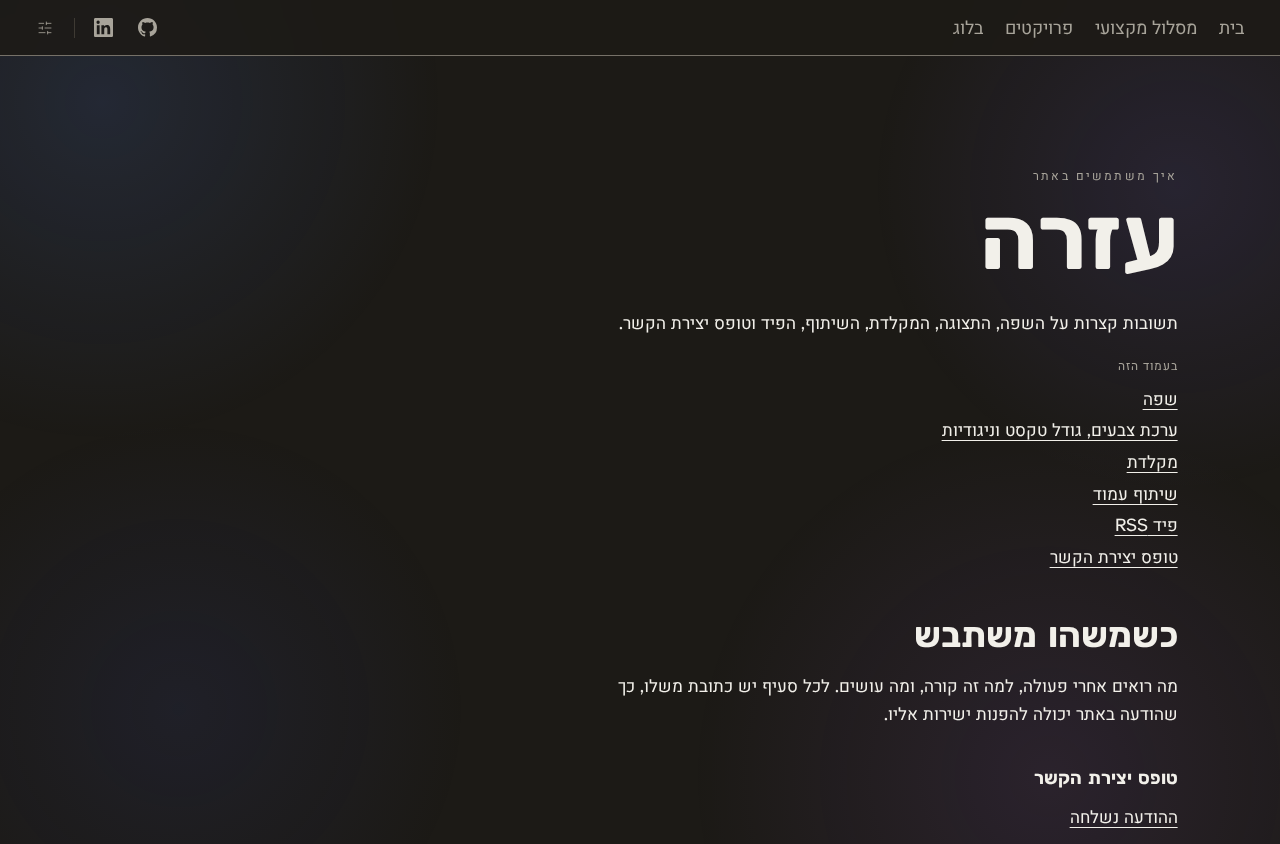 בית
מסלול מקצועי
פרויקטים
בלוג
איך משתמשים באתר
עזרה
תשובות קצרות על השפה, התצוגה, המקלדת, השיתוף, הפיד וטופס יצירת הקשר.
בעמוד הזה
שפה
ערכת צבעים, גודל טקסט וניגודיות
מקלדת
שיתוף עמוד
פיד RSS
טופס יצירת הקשר
כשמשהו משתבש
מה רואים אחרי פעולה, למה זה קורה, ומה עושים. לכל סעיף יש כתובת משלו, כך
שהודעה באתר יכולה להפנות ישירות אליו.
טופס יצירת הקשר
ההודעה נשלחה